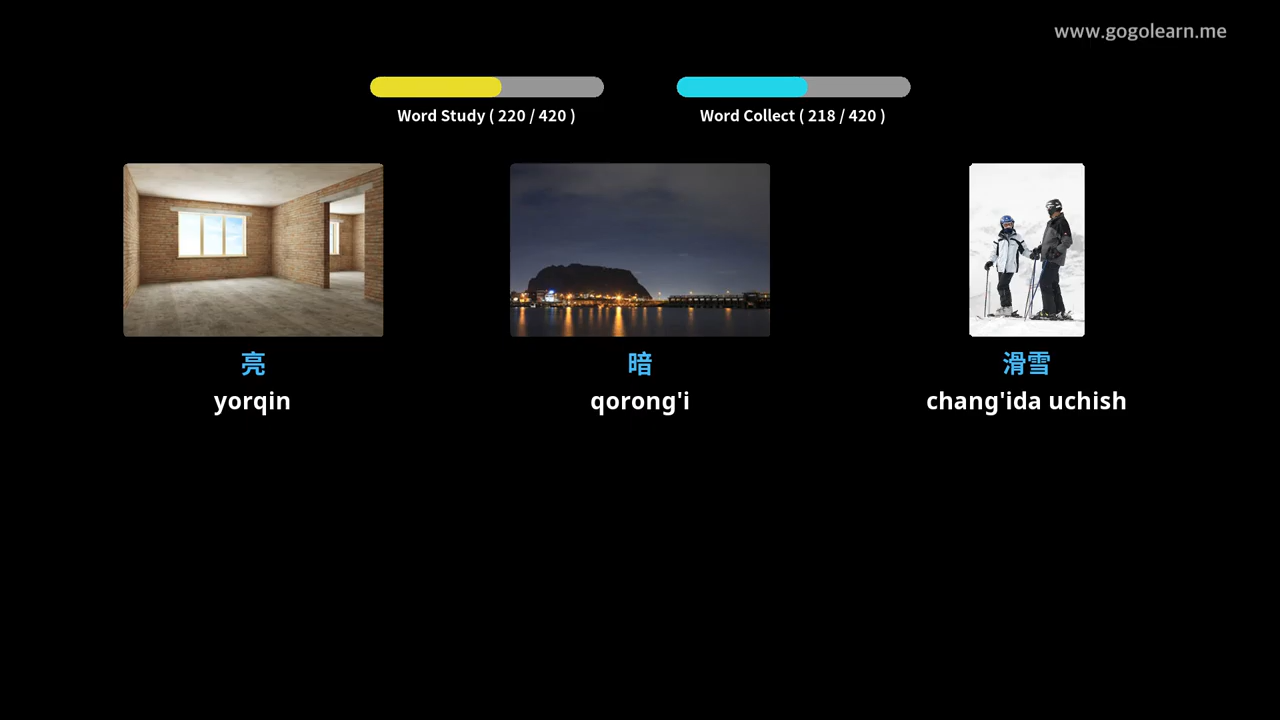 www.gogolearn.me
Word Study ( 220 / 420 )
Word Collect ( 218 / 420 )
亮
yorqin
暗
qorong'i
滑雪
chang'ida uchish